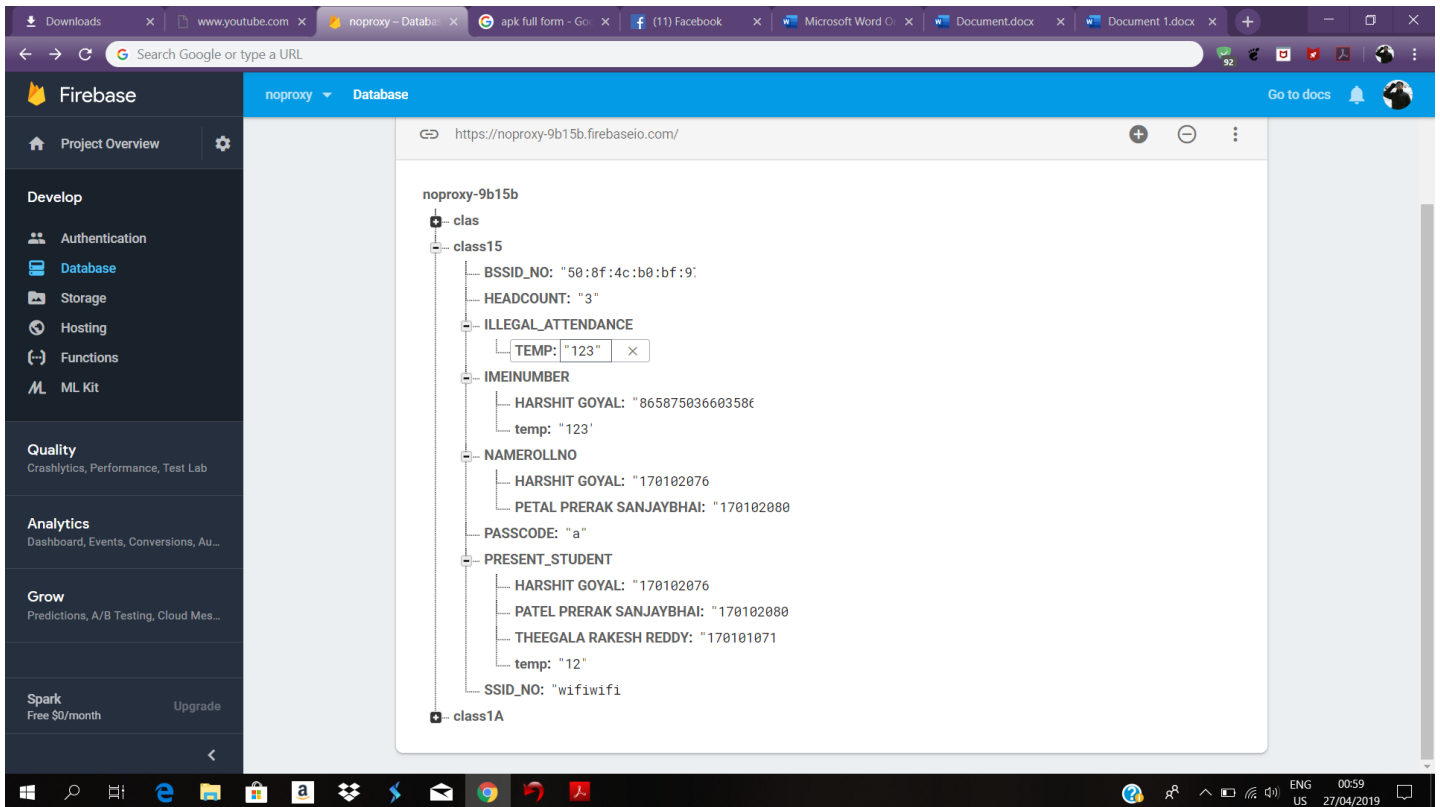 Downloads
www.youtube.com
noproxy – Databas
apk full form - Goo
(11) Facebook
Microsoft Word O
Document.docx
Document 1.docx
Search Google or type a URL
92
Firebase
noproxy
Database
Go to docs
Project Overview
https://noproxy-9b15b.firebaseio.com/
Develop
Authentication
Database
Storage
Hosting
Functions
ML Kit
Quality
Crashlytics, Performance, Test Lab
Analytics
Dashboard, Events, Conversions, Au...
Grow
Predictions, A/B Testing, Cloud Mes...
Spark
Free $0/month
Upgrade
noproxy-9b15b
clas
class15
BSSID_NO: "50:8f:4c:b0:bf:9
HEADCOUNT: "3"
ILLEGAL_ATTENDANCE
TEMP: "123"
IMEINUMBER
HARSHIT GOYAL: "865875036603586
temp: "123'
NAMEROLLNO
HARSHIT GOYAL: "170102076
PETAL PRERAK SANJAYBHAI: "170102080
PASSCODE: "a"
PRESENT_STUDENT
HARSHIT GOYAL: "170102076
PATEL PRERAK SANJAYBHAI: "170102080
THEEGALA RAKESH REDDY: "170101071
temp: "12"
SSID_NO: "wifiwifi
class1A
ENG
US
00:59
27/04/2019